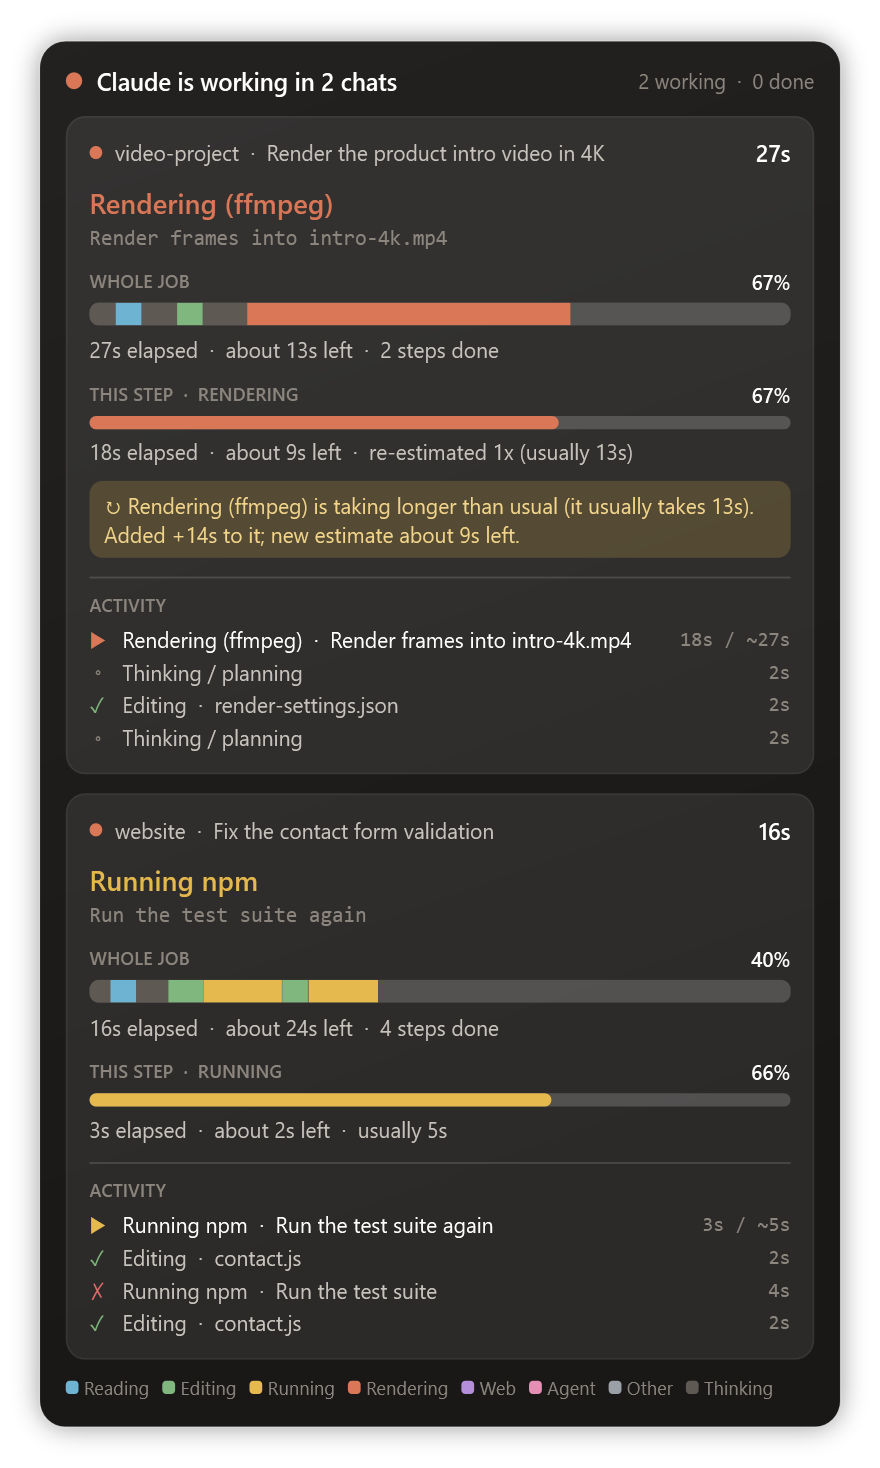 Claude is working in 2 chats
2 working · 0 done
video-project · Render the product intro video in 4K
27s
Rendering (ffmpeg)
Render frames into intro-4k.mp4
WHOLE JOB
67%
27s elapsed · about 13s left · 2 steps done
THIS STEP · RENDERING
67%
18s elapsed · about 9s left · re-estimated 1x (usually 13s)
↻ Rendering (ffmpeg) is taking longer than usual (it usually takes 13s).
Added +14s to it; new estimate about 9s left.
ACTIVITY
▶ Rendering (ffmpeg) · Render frames into intro-4k.mp4 18s / ~27s
◦ Thinking / planning 2s
✓ Editing · render-settings.json 2s
◦ Thinking / planning 2s
website · Fix the contact form validation
16s
Running npm
Run the test suite again
WHOLE JOB
40%
16s elapsed · about 24s left · 4 steps done
THIS STEP · RUNNING
66%
3s elapsed · about 2s left · usually 5s
ACTIVITY
▶ Running npm · Run the test suite again 3s / ~5s
✓ Editing · contact.js 2s
✗ Running npm · Run the test suite 4s
✓ Editing · contact.js 2s
Reading Editing Running Rendering Web Agent Other Thinking